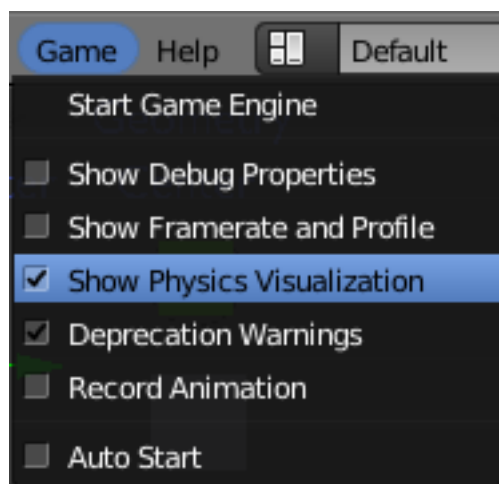 Game Help Default
Start Game Engine
Show Debug Properties
Show Framerate and Profile
Show Physics Visualization
Deprecation Warnings
Record Animation
Auto Start